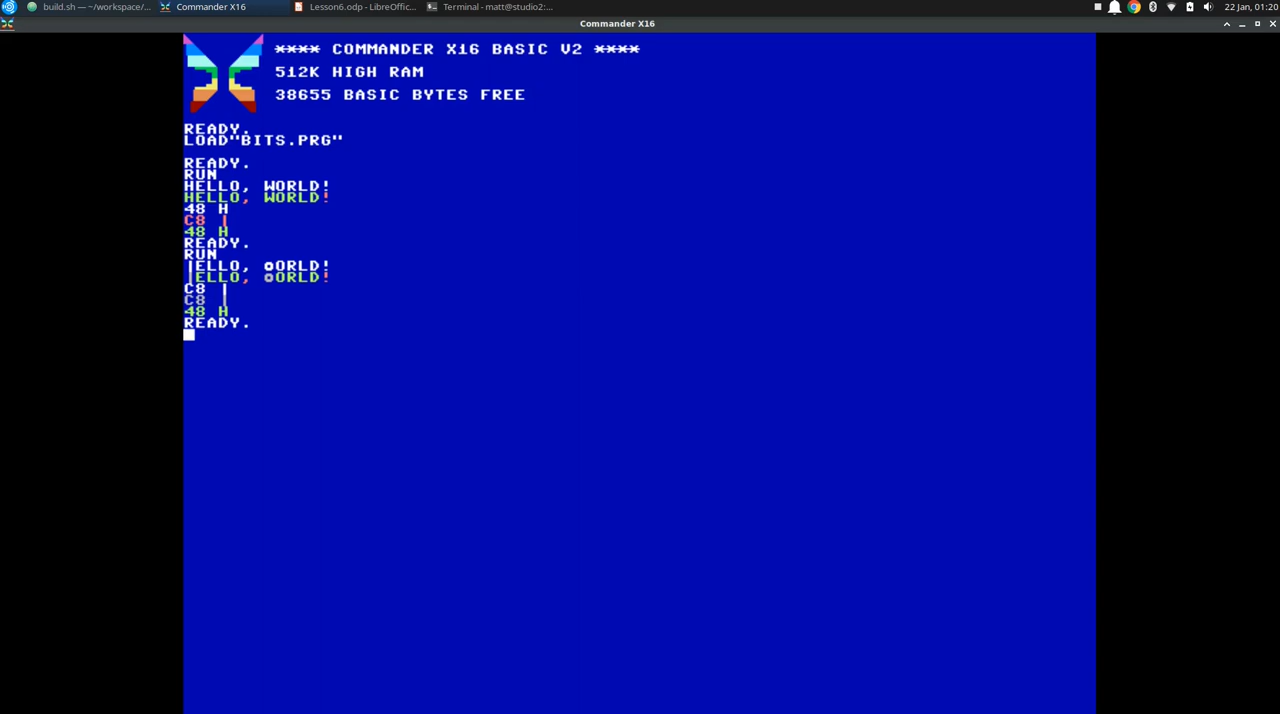 build.sh — ~/workspace/...
Commander X16
Lesson6.odp - LibreOffic...
Terminal - matt@studio2:...
22 Jan, 01:20
Commander X16
**** COMMANDER X16 BASIC V2 ****
512K HIGH RAM
38655 BASIC BYTES FREE
READY.
LOAD"BITS.PRG"
READY.
RUN
HELLO, WORLD!
HELLO, WORLD!
48 H
C8 |
48 H
READY.
RUN
|ELLO, ORLD!
|ELLO, ORLD!
C8 |
C8 |
48 H
READY.